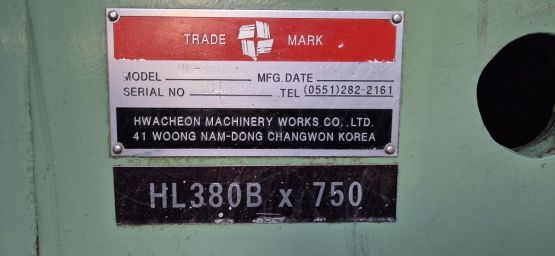 TRADE MARK
MODEL MFG. DATE
SERIAL NO TEL (0551)282-2161
HWACHEON MACHINERY WORKS CO., LTD.
41 WOONG NAM-DONG CHANGWON KOREA
HL380B x 750